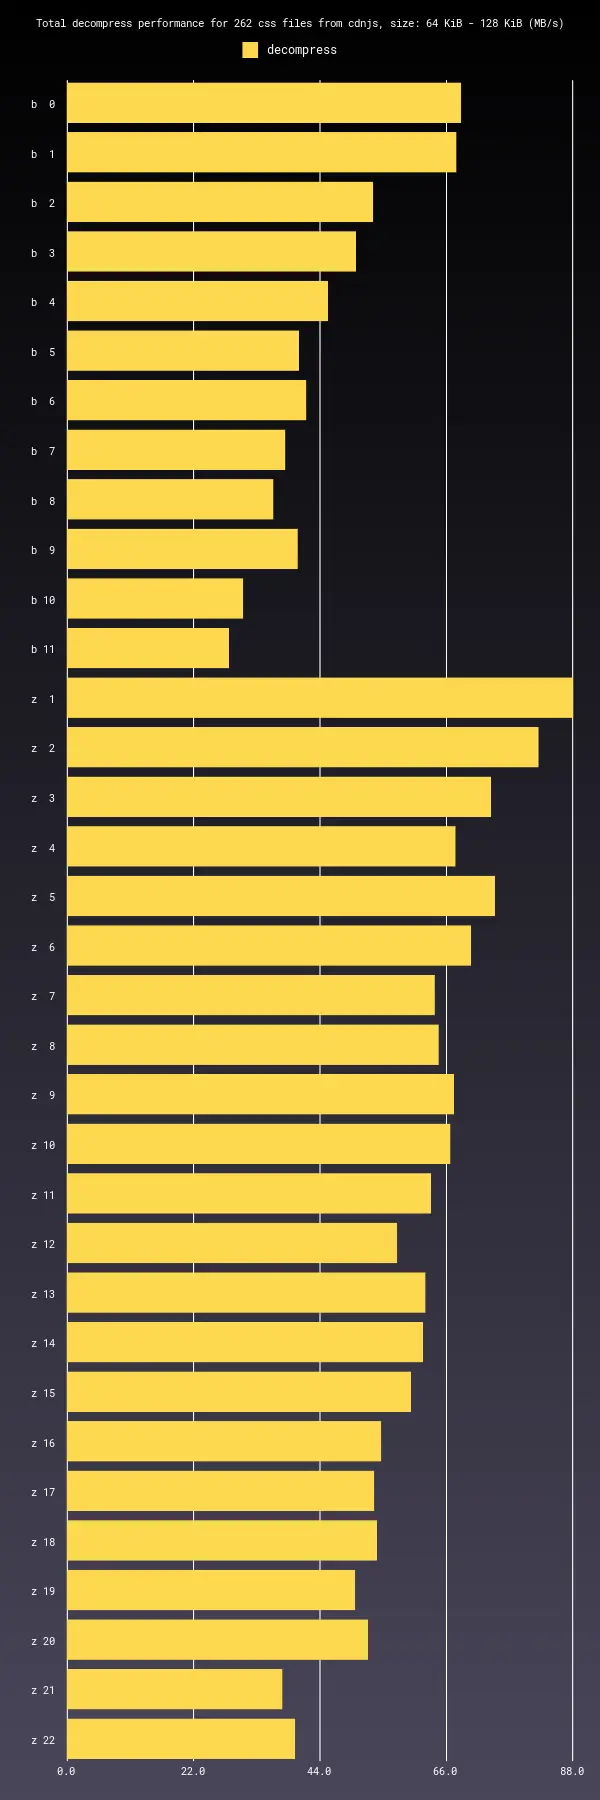 Total decompress performance for 262 css files from cdnjs, size: 64 KiB - 128 KiB (MB/s)
decompress
b  0
b  1
b  2
b  3
b  4
b  5
b  6
b  7
b  8
b  9
b 10
b 11
z  1
z  2
z  3
z  4
z  5
z  6
z  7
z  8
z  9
z 10
z 11
z 12
z 13
z 14
z 15
z 16
z 17
z 18
z 19
z 20
z 21
z 22
0.0 22.0 44.0 66.0 88.0